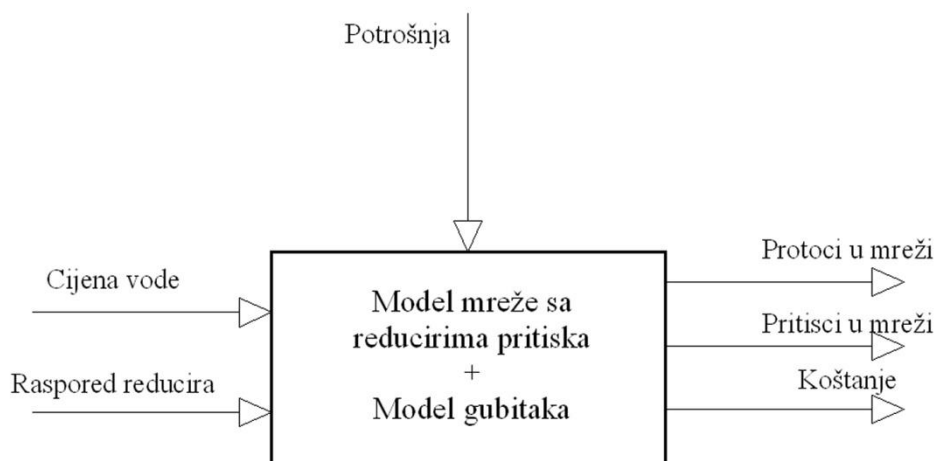 Potrošnja
Cijena vode
Raspored reducira
Model mreže sa
reducirima pritiska
+
Model gubitaka
Protoci u mreži
Pritisci u mreži
Koštanje